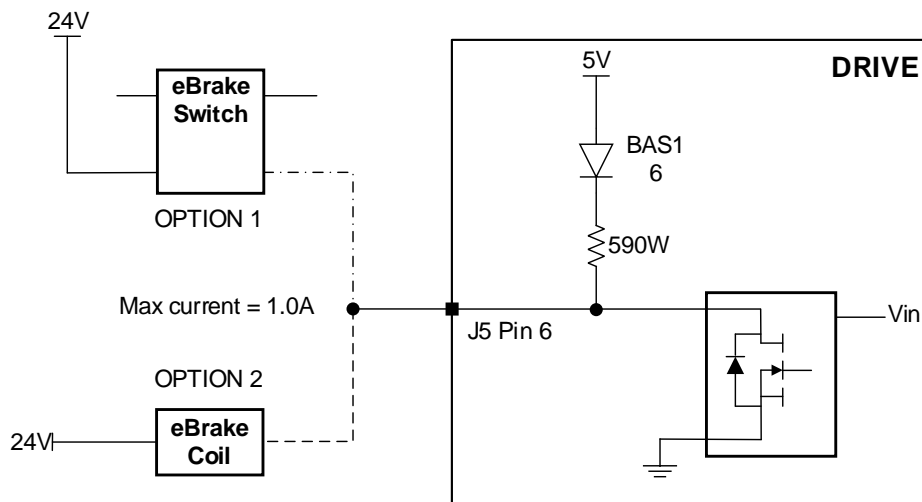 24V
eBrake
Switch
OPTION 1
5V
DRIVE
BAS1
6
590W
Max current = 1.0A
J5 Pin 6
Vin
OPTION 2
24V
eBrake
Coil